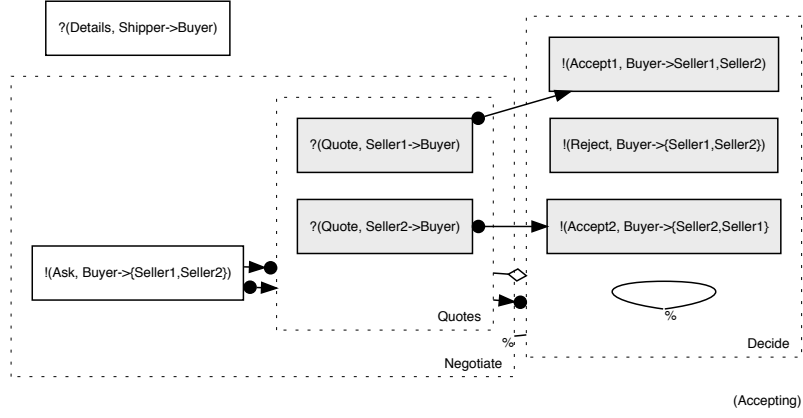 ?(Details, Shipper->Buyer)
!(Accept1, Buyer->Seller1,Seller2)
?(Quote, Seller1->Buyer)
!(Reject, Buyer->{Seller1,Seller2})
?(Quote, Seller2->Buyer)
!(Accept2, Buyer->{Seller2,Seller1}
!(Ask, Buyer->{Seller1,Seller2})
%
Quotes
%
Decide
Negotiate
(Accepting)